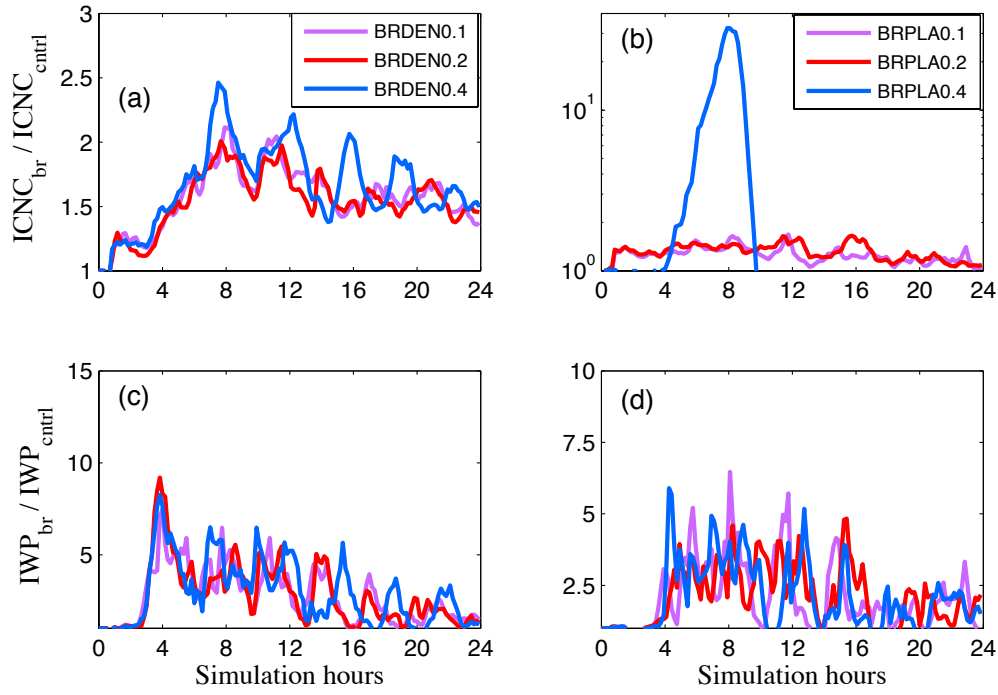 3
2.5
2
1.5
1
ICNC_br / ICNC_cntrl
(a)
BRDEN0.1
BRDEN0.2
BRDEN0.4
0 4 8 12 16 20 24
(b)
BRPLA0.1
BRPLA0.2
BRPLA0.4
10^1
10^0
0 4 8 12 16 20 24
15
10
5
IWP_br / IWP_cntrl
(c)
0 4 8 12 16 20 24
Simulation hours
10
7.5
5
2.5
(d)
0 4 8 12 16 20 24
Simulation hours